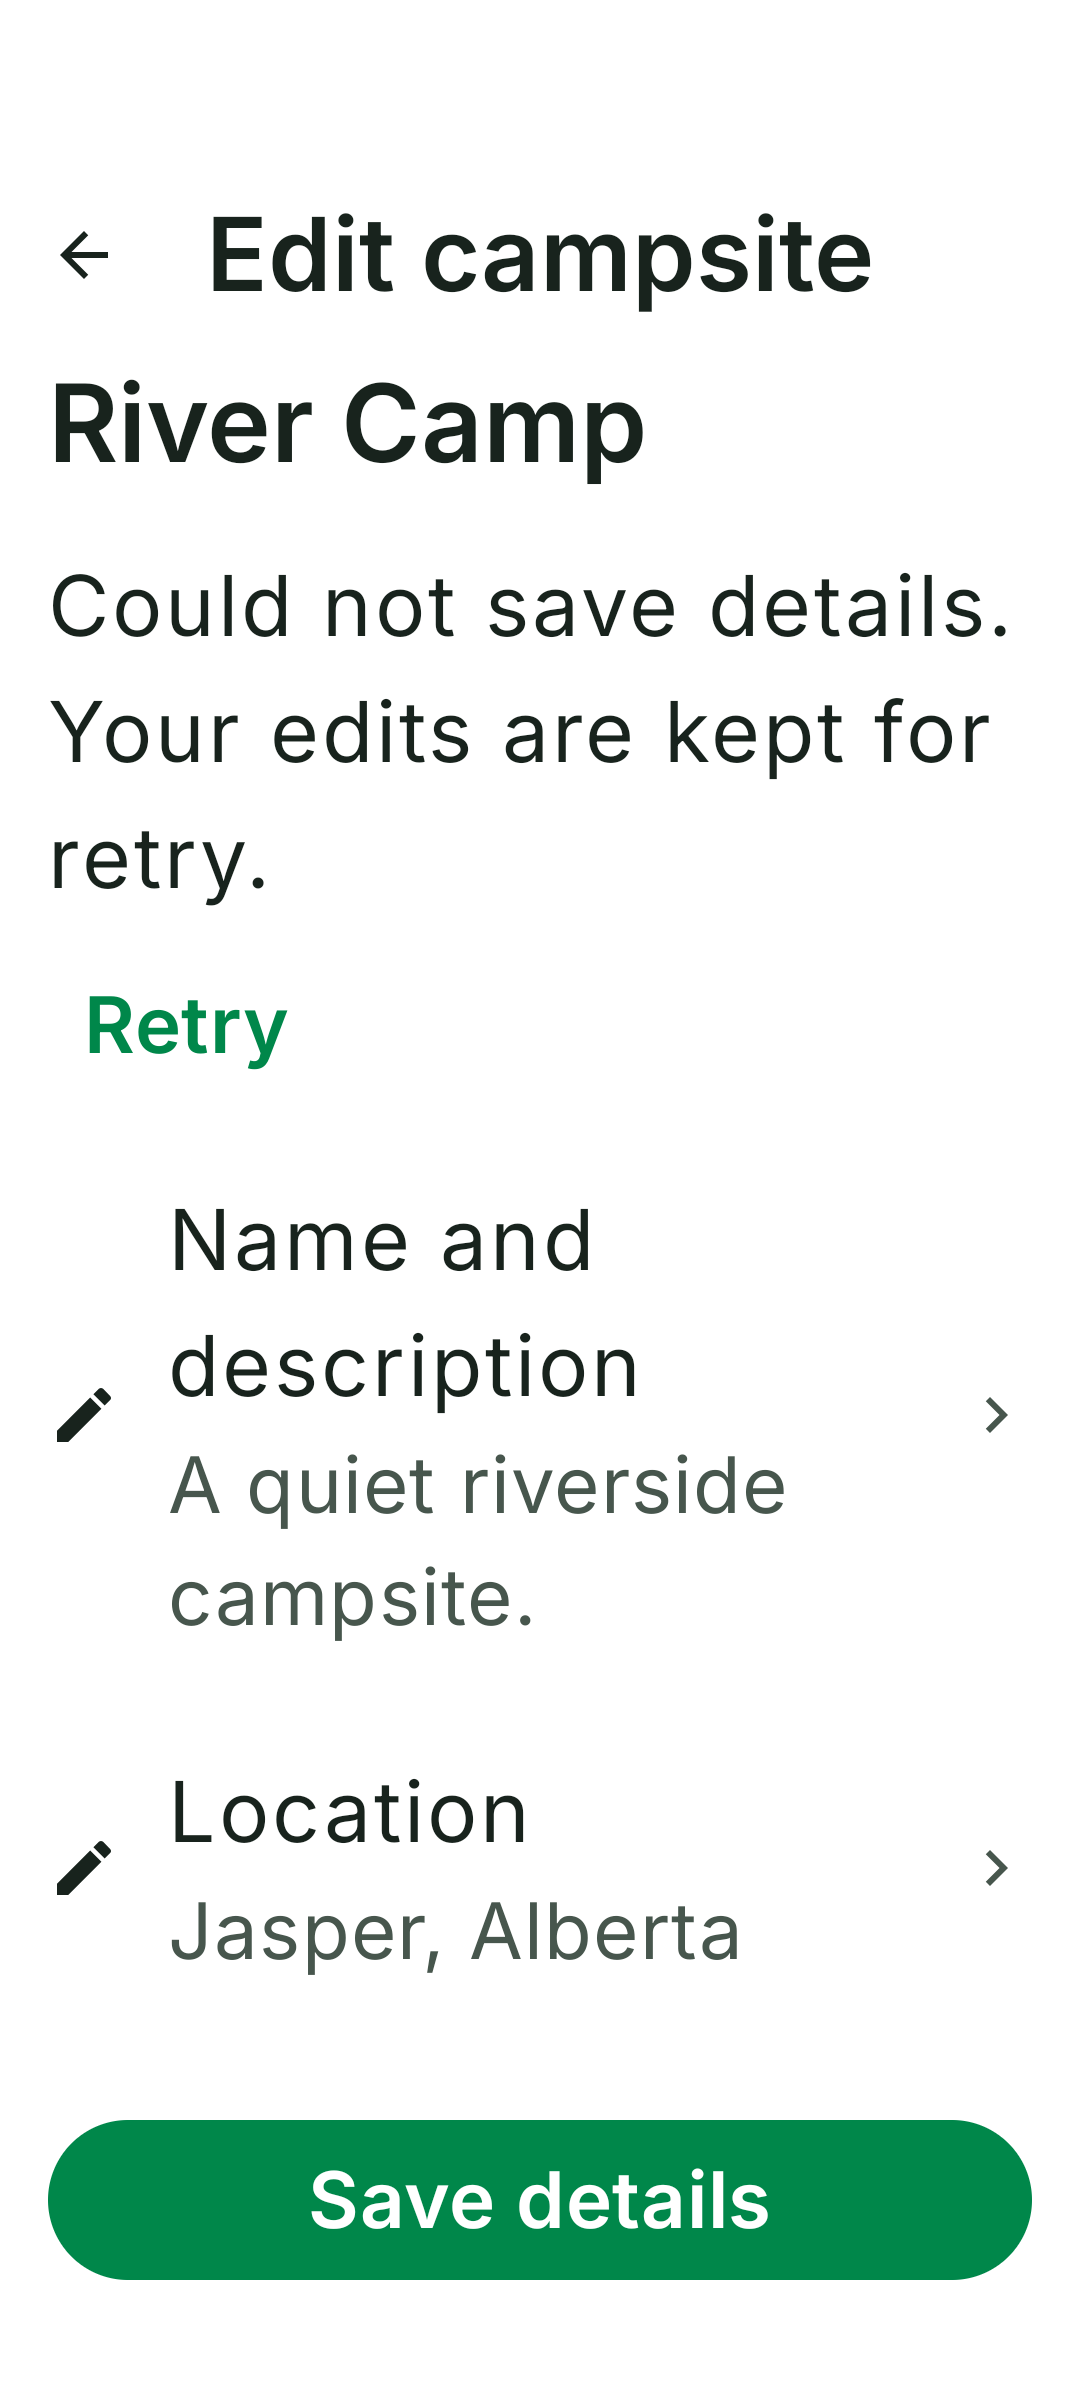 Edit campsite
River Camp
Could not save details.
Your edits are kept for
retry.
Retry
Name and
description
A quiet riverside
campsite.
Location
Jasper, Alberta
Save details